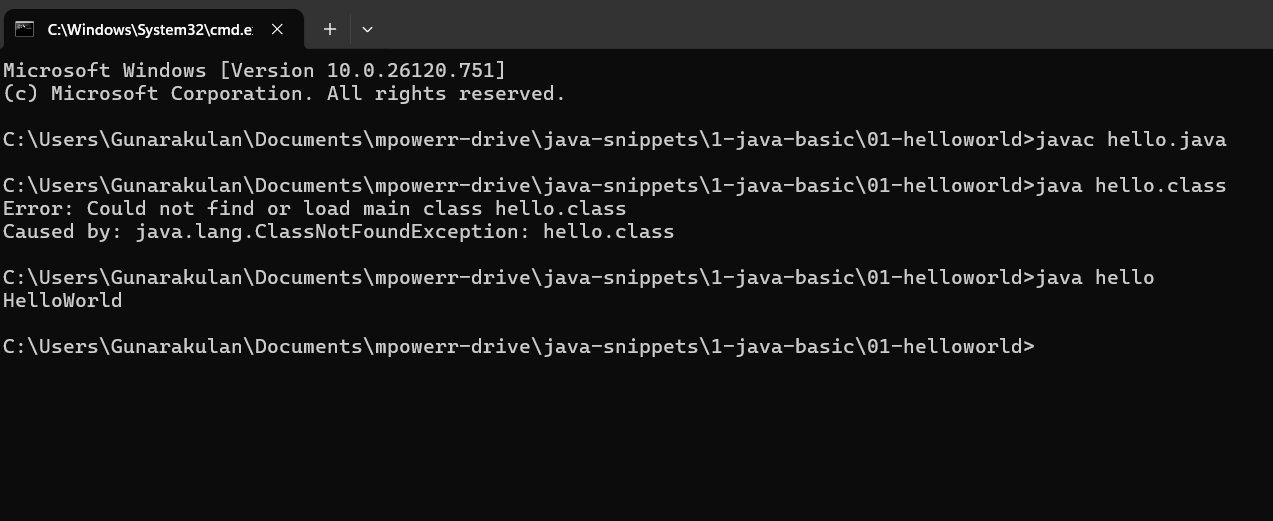 C:\Windows\System32\cmd.e
Microsoft Windows [Version 10.0.26120.751]
(c) Microsoft Corporation. All rights reserved.
C:\Users\Gunarakulan\Documents\mpowerr-drive\java-snippets\1-java-basic\01-helloworld>javac hello.java
C:\Users\Gunarakulan\Documents\mpowerr-drive\java-snippets\1-java-basic\01-helloworld>java hello.class
Error: Could not find or load main class hello.class
Caused by: java.lang.ClassNotFoundException: hello.class
C:\Users\Gunarakulan\Documents\mpowerr-drive\java-snippets\1-java-basic\01-helloworld>java hello
HelloWorld
C:\Users\Gunarakulan\Documents\mpowerr-drive\java-snippets\1-java-basic\01-helloworld>